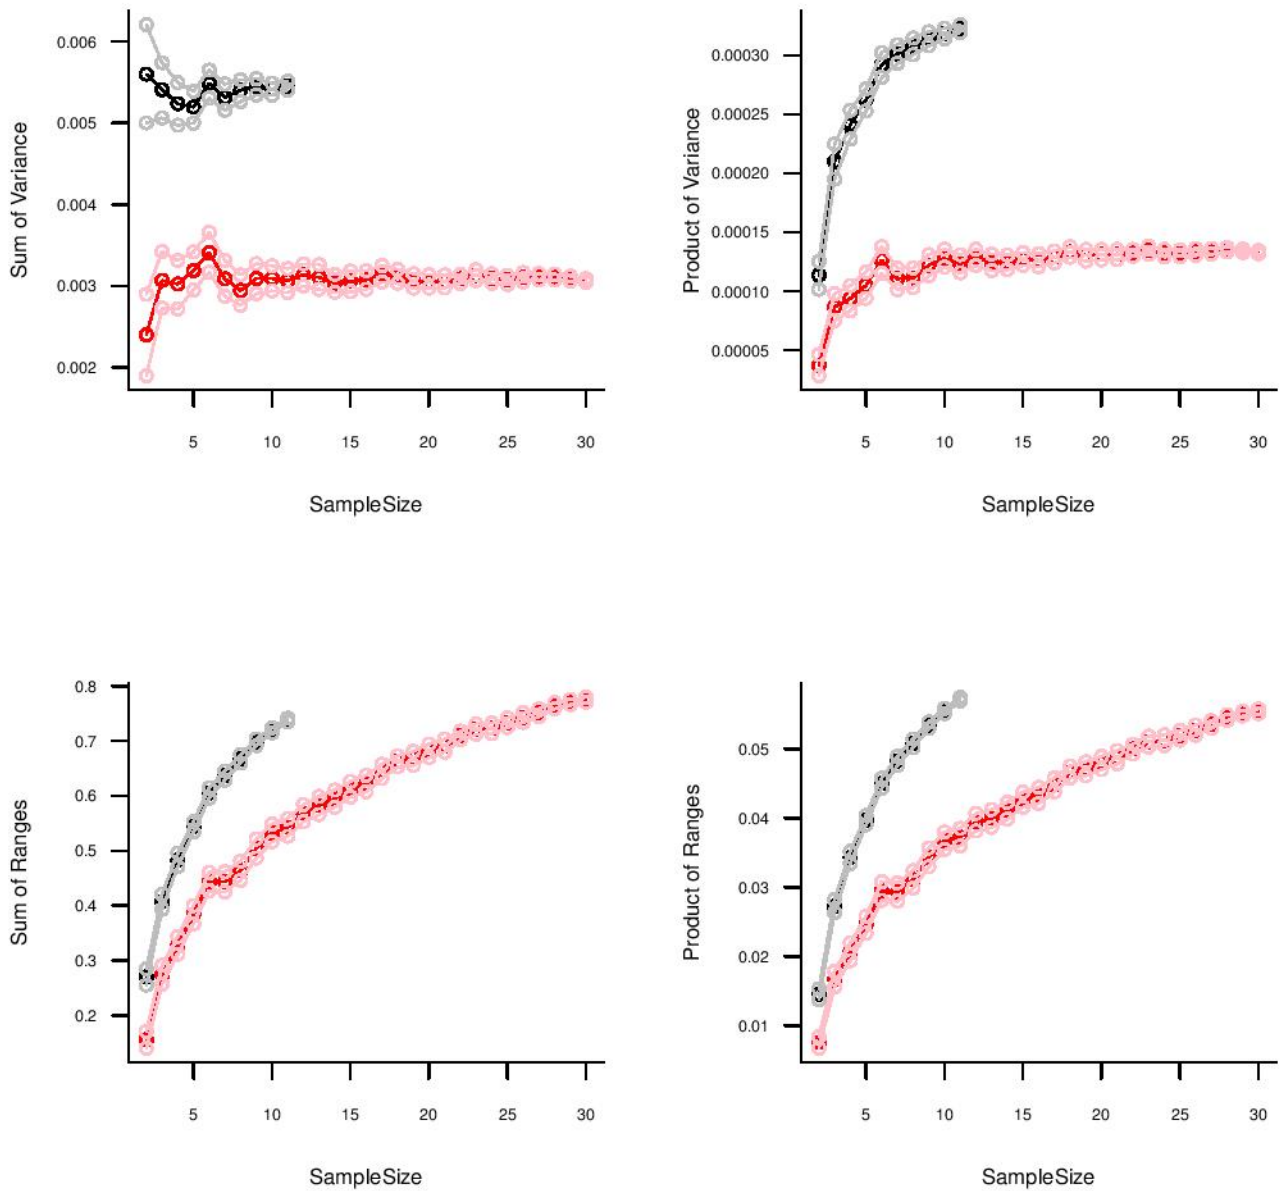 Sum of Variance
0.006
0.005
0.004
0.003
0.002
5 10 15 20 25 30
SampleSize
Product of Variance
0.00030
0.00025
0.00020
0.00015
0.00010
0.00005
5 10 15 20 25 30
SampleSize
Sum of Ranges
0.8
0.7
0.6
0.5
0.4
0.3
0.2
5 10 15 20 25 30
SampleSize
Product of Ranges
0.05
0.04
0.03
0.02
0.01
5 10 15 20 25 30
SampleSize